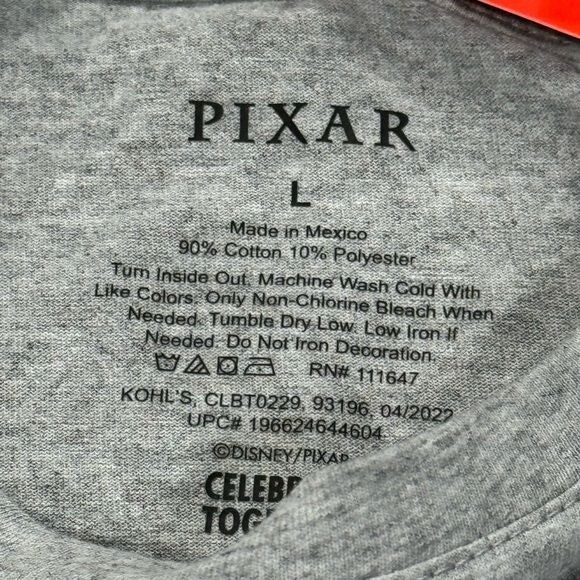 PIXAR
L
Made in Mexico
90% Cotton 10% Polyester
Turn Inside Out. Machine Wash Cold With
Like Colors. Only Non-Chlorine Bleach When
Needed. Tumble Dry Low. Low Iron If
Needed. Do Not Iron Decoration.
RN# 111647
KOHL'S, CLBT0229, 93196, 04/2022
UPC# 196624644604
©DISNEY/PIXAR